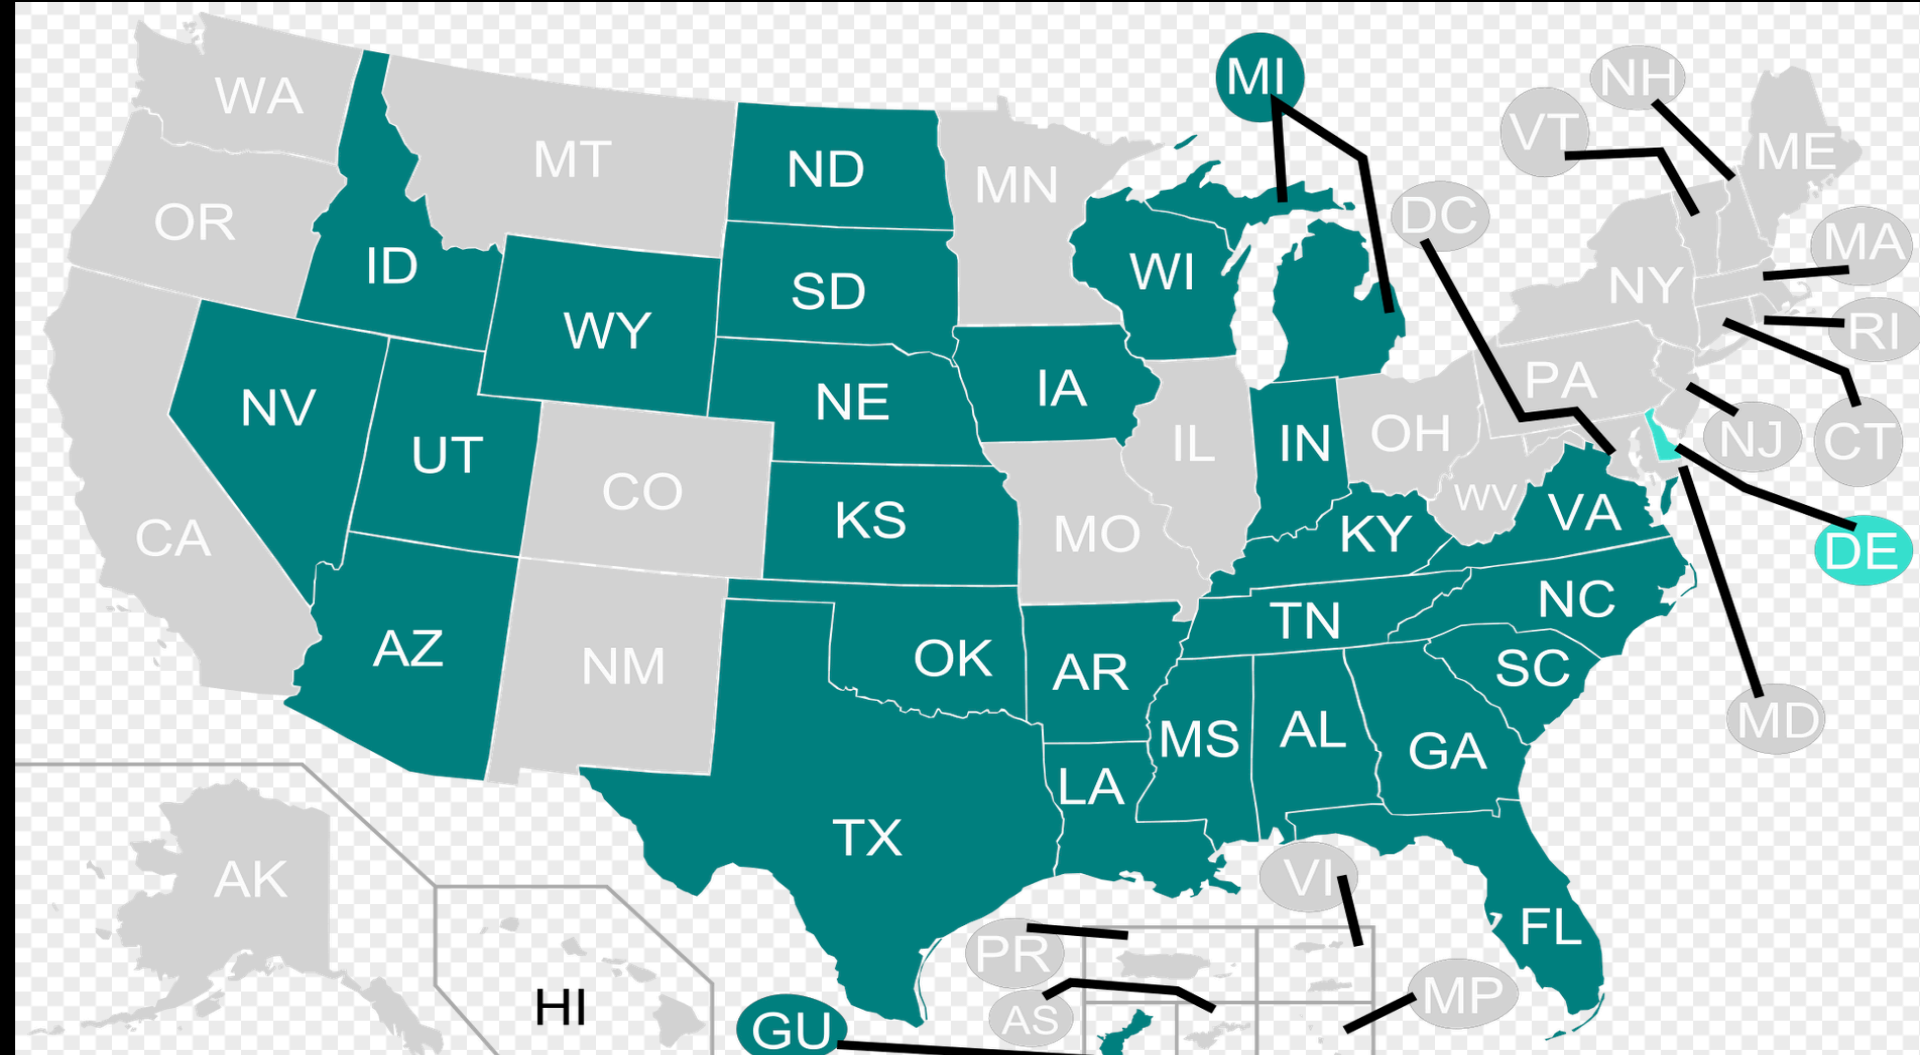 WA
MT
ND
MN
MI
NH
VT
ME
OR
ID
SD
WI
DC
MA
WY
NY
RI
NV
UT
NE
IA
PA
CO
IL
IN
OH
NJ
CT
CA
KS
MO
KY
WV
VA
DE
AZ
NM
OK
AR
TN
NC
SC
MD
TX
LA
MS
AL
GA
AK
VI
FL
HI
PR
MP
GU
AS